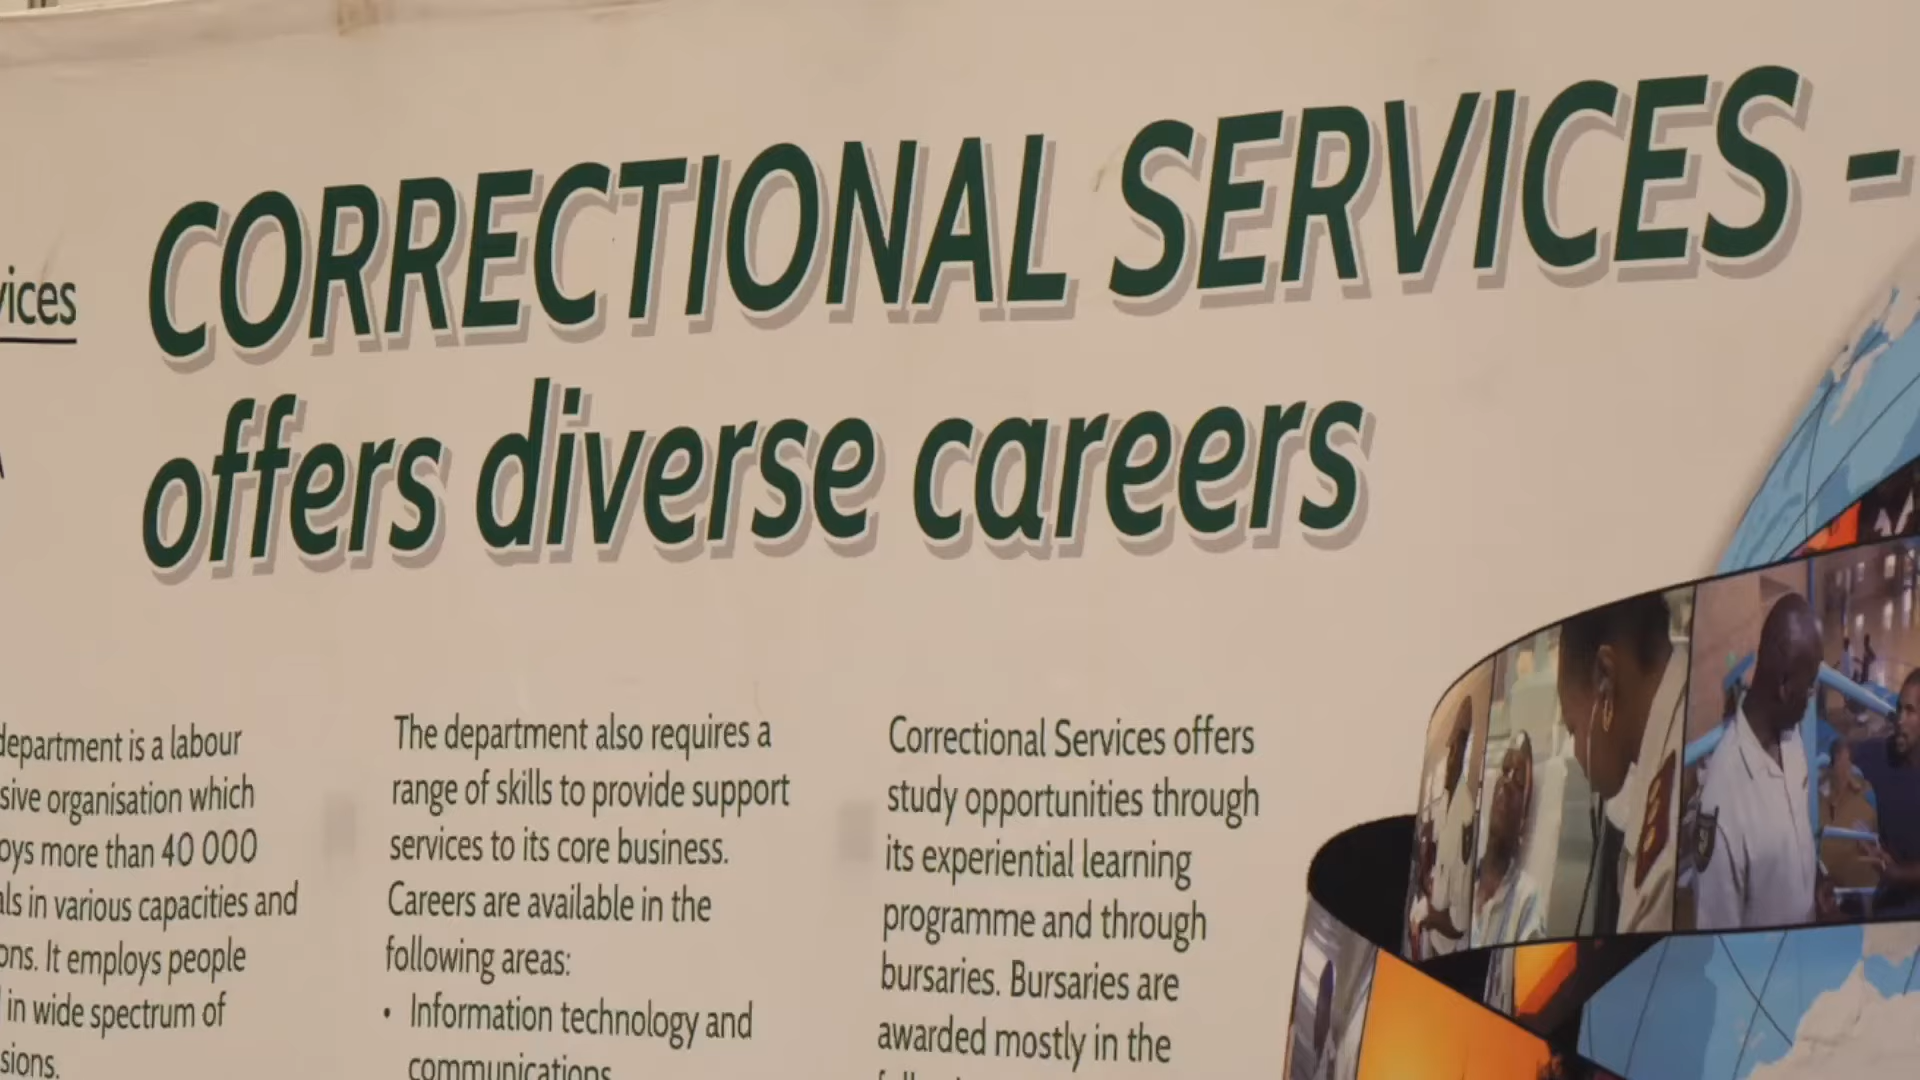 vices
CORRECTIONAL SERVICES -
offers diverse careers
department is a labour
sive organisation which
oys more than 40 000
als in various capacities and
ons. It employs people
in wide spectrum of
sions.
The department also requires a
range of skills to provide support
services to its core business.
Careers are available in the
following areas:
• Information technology and
communications
Correctional Services offers
study opportunities through
its experiential learning
programme and through
bursaries. Bursaries are
awarded mostly in the